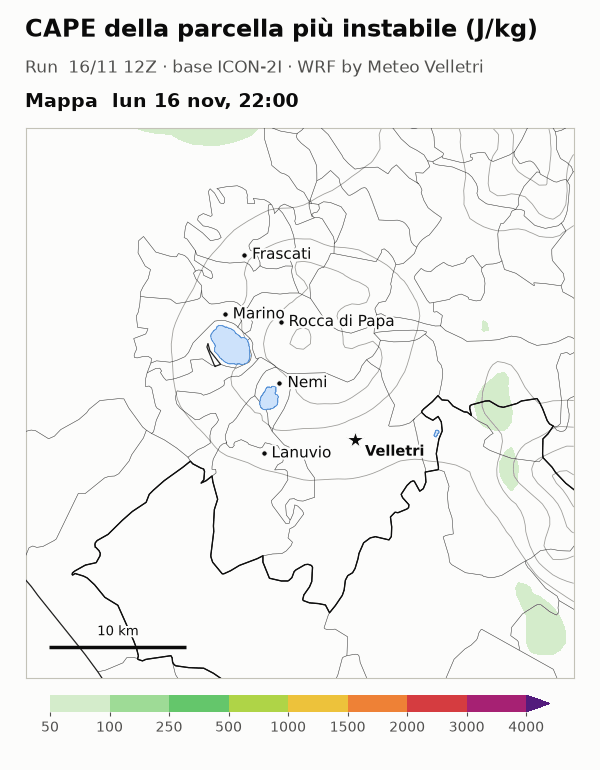 CAPE della parcella più instabile (J/kg)
Run  16/11 12Z · base ICON-2I · WRF by Meteo Velletri
Mappa  lun 16 nov, 22:00
Frascati
Marino
Rocca di Papa
Nemi
Velletri
Lanuvio
10 km
50 100 250 500 1000 1500 2000 3000 4000